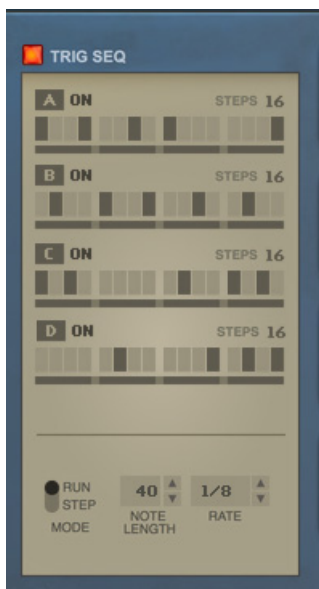 TRIG SEQ
A ON STEPS 16
B ON STEPS 16
C ON STEPS 16
D ON STEPS 16
RUN
STEP
MODE
40
NOTE
LENGTH
1/8
RATE